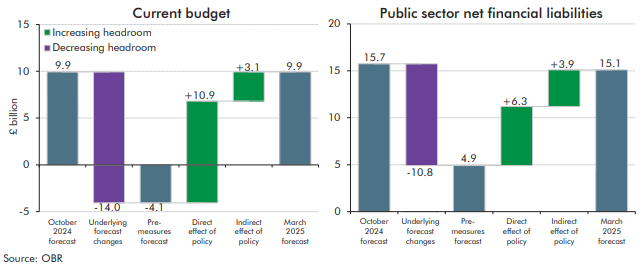 Current budget
15
10
5
0
-5
£ billion
Increasing headroom
Decreasing headroom
9.9
-14.0
-4.1
+10.9
+3.1
9.9
October
2024
forecast
Underlying
forecast
changes
Pre-
measures
forecast
Direct
effect of
policy
Indirect
effect of
policy
March
2025
forecast
Public sector net financial liabilities
20
15
10
5
0
15.7
-10.8
4.9
+6.3
+3.9
15.1
October
2024
forecast
Underlying
forecast
changes
Pre-
measures
forecast
Direct
effect of
policy
Indirect
effect of
policy
March
2025
forecast
Source: OBR